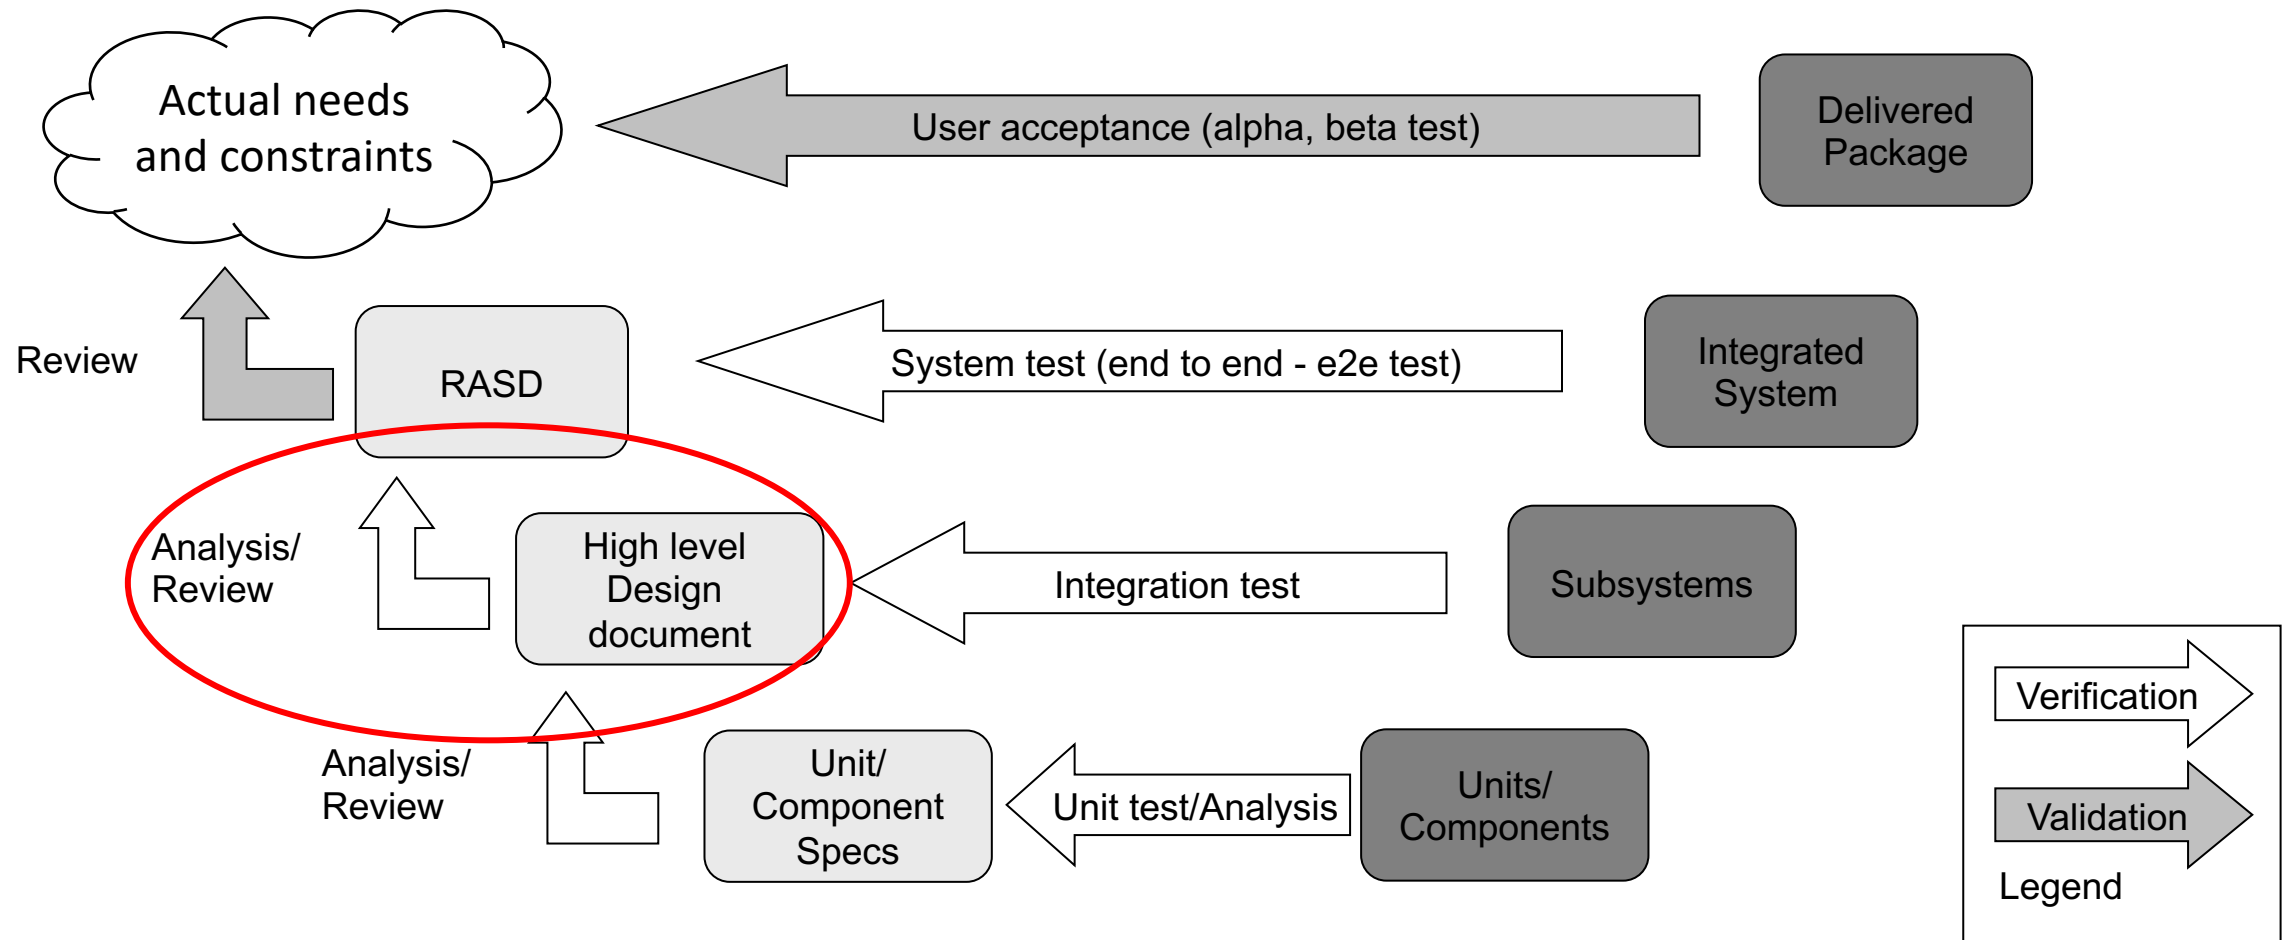 Actual needs
and constraints
User acceptance (alpha, beta test)
Delivered
Package
Review
RASD
System test (end to end - e2e test)
Integrated
System
Analysis/
Review
High level
Design
document
Integration test
Subsystems
Analysis/
Review
Unit/
Component
Specs
Unit test/Analysis
Units/
Components
Verification
Validation
Legend